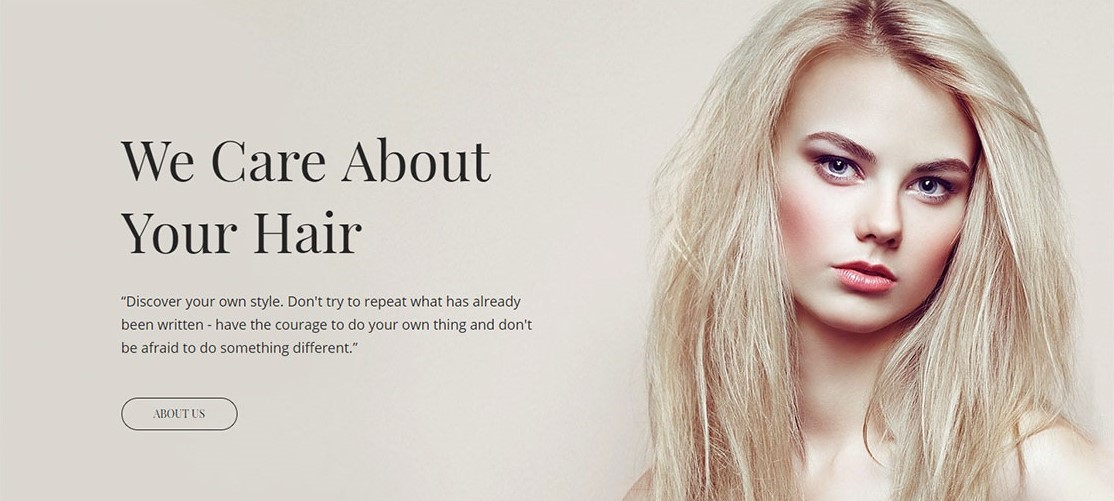 We Care About
Your Hair
“Discover your own style. Don't try to repeat what has already
been written - have the courage to do your own thing and don't
be afraid to do something different.”
ABOUT US